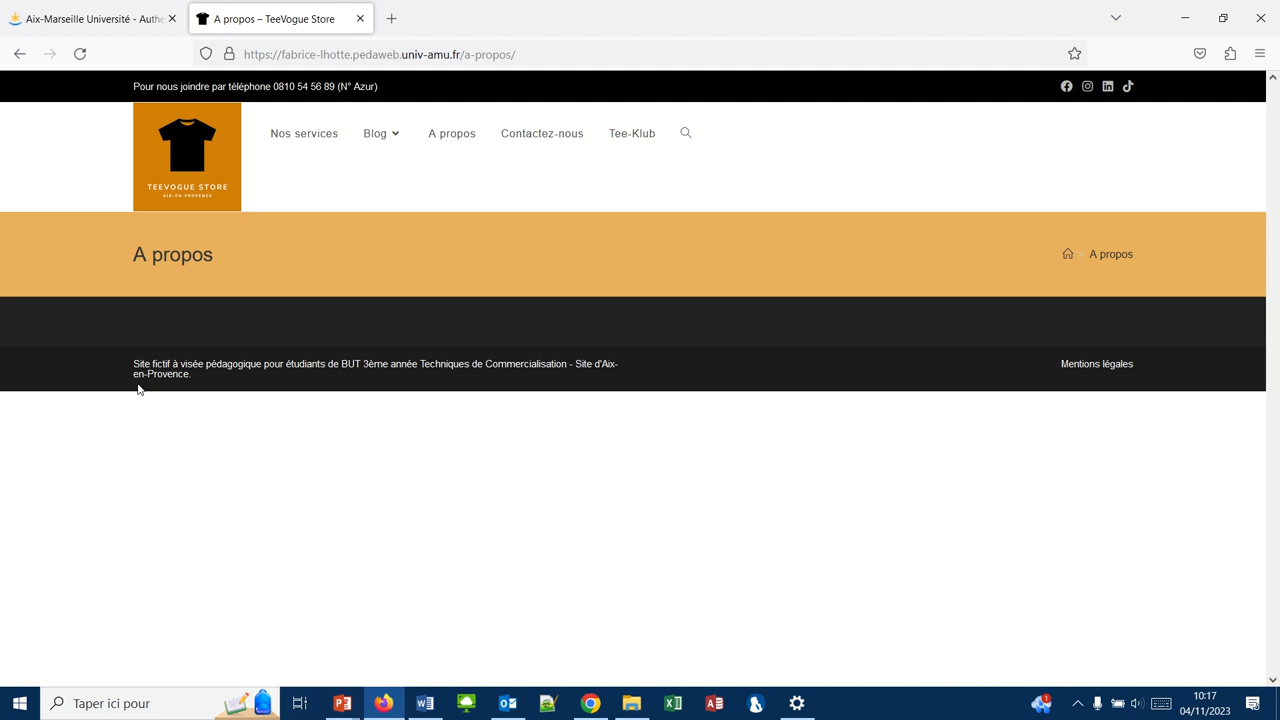 Aix-Marseille Université - Authe
A propos – TeeVogue Store
https://fabrice-lhotte.pedaweb.univ-amu.fr/a-propos/
Pour nous joindre par téléphone 0810 54 56 89 (N° Azur)
TEEVOGUE STORE
AIX-EN-PROVENCE
Nos services
Blog
A propos
Contactez-nous
Tee-Klub
A propos
A propos
Site fictif à visée pédagogique pour étudiants de BUT 3ème année Techniques de Commercialisation - Site d'Aix-
en-Provence.
Mentions légales
Taper ici pour
1
10:17
04/11/2023